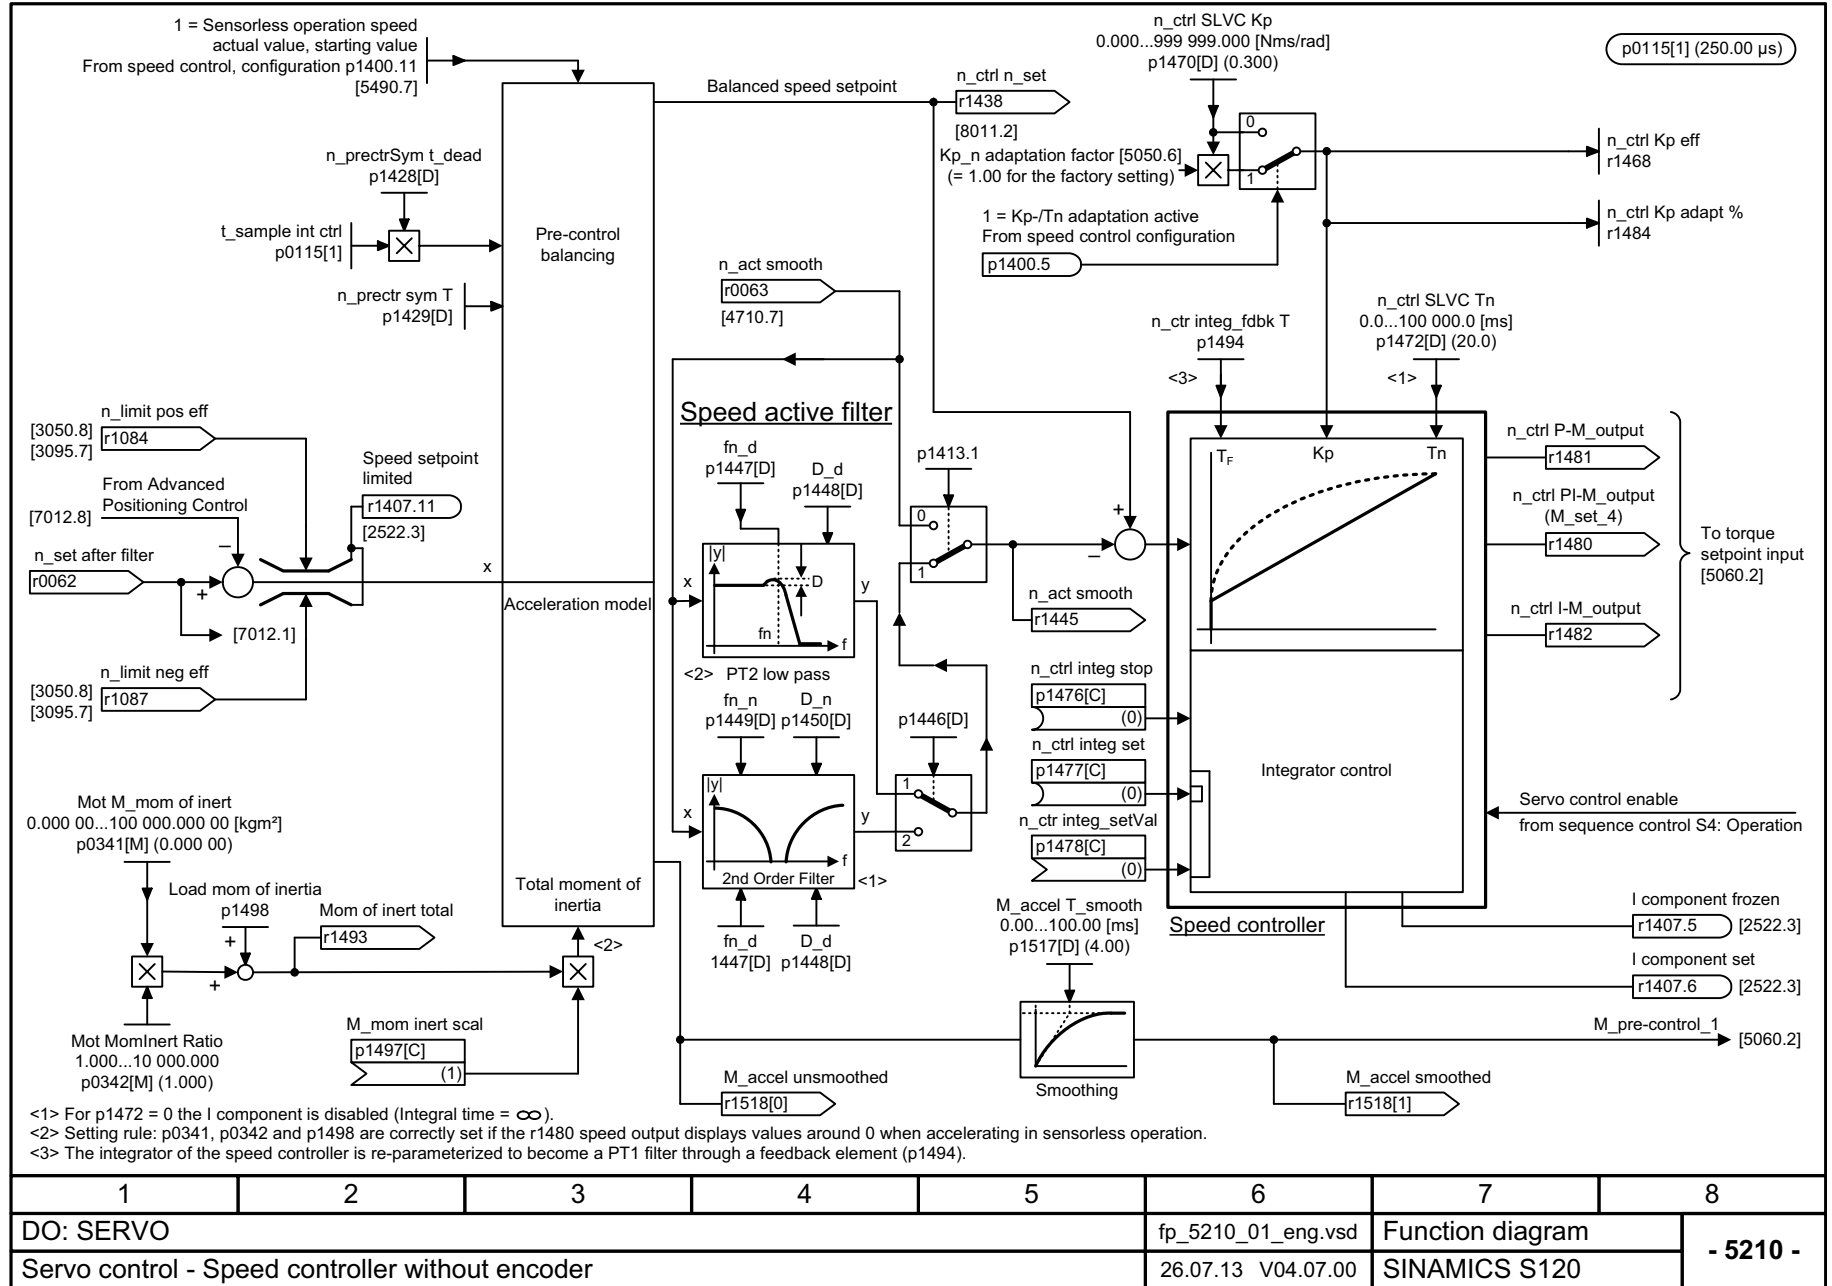 1 = Sensorless operation speed
actual value, starting value
From speed control, configuration p1400.11
[5490.7]
n_prectrSym t_dead
p1428[D]
t_sample int ctrl
p0115[1]
n_prectr sym T
p1429[D]
Pre-control
balancing
Balanced speed setpoint
n_ctrl n_set
r1438
[8011.2]
n_ctrl SLVC Kp
0.000...999 999.000 [Nms/rad]
p1470[D] (0.300)
p0115[1] (250.00 µs)
0
1
Kp_n adaptation factor [5050.6]
(= 1.00 for the factory setting)
n_ctrl Kp eff
r1468
n_ctrl Kp adapt %
r1484
1 = Kp-/Tn adaptation active
From speed control configuration
p1400.5
n_act smooth
r0063
[4710.7]
n_ctr integ_fdbk T
p1494
<3>
n_ctrl SLVC Tn
0.0...100 000.0 [ms]
p1472[D] (20.0)
<1>
[3050.8]
[3095.7]
n_limit pos eff
r1084
From Advanced
Positioning Control
[7012.8]
Speed setpoint
limited
r1407.11
[2522.3]
n_set after filter
r0062
–
+
[7012.1]
x
Acceleration model
[3050.8]
[3095.7]
n_limit neg eff
r1087
Speed active filter
fn_d
p1447[D]
D_d
p1448[D]
|y|
x
D
y
fn
f
<2> PT2 low pass
fn_n
p1449[D]
D_n
p1450[D]
|y|
x
y
f
2nd Order Filter
<1>
fn_d
1447[D]
D_d
p1448[D]
p1413.1
0
1
p1446[D]
1
2
+
–
n_act smooth
r1445
TF
Kp
Tn
n_ctrl P-M_output
r1481
n_ctrl PI-M_output
(M_set_4)
r1480
n_ctrl I-M_output
r1482
To torque
setpoint input
[5060.2]
n_ctrl integ stop
p1476[C]
(0)
n_ctrl integ set
p1477[C]
(0)
n_ctr integ_setVal
p1478[C]
(0)
Integrator control
Servo control enable
from sequence control S4: Operation
Speed controller
I component frozen
r1407.5
[2522.3]
I component set
r1407.6
[2522.3]
Mot M_mom of inert
0.000 00...100 000.000 00 [kgm²]
p0341[M] (0.000 00)
Load mom of inertia
p1498
+
+
Mom of inert total
r1493
Total moment of
inertia
<2>
Mot MomInert Ratio
1.000...10 000.000
p0342[M] (1.000)
M_mom inert scal
p1497[C]
(1)
M_accel T_smooth
0.00...100.00 [ms]
p1517[D] (4.00)
Smoothing
M_pre-control_1
[5060.2]
M_accel unsmoothed
r1518[0]
M_accel smoothed
r1518[1]
<1> For p1472 = 0 the I component is disabled (Integral time = ∞).
<2> Setting rule: p0341, p0342 and p1498 are correctly set if the r1480 speed output displays values around 0 when accelerating in sensorless operation.
<3> The integrator of the speed controller is re-parameterized to become a PT1 filter through a feedback element (p1494).
1 2 3 4 5 6 7 8
DO: SERVO
fp_5210_01_eng.vsd
Function diagram
- 5210 -
Servo control - Speed controller without encoder
26.07.13 V04.07.00
SINAMICS S120